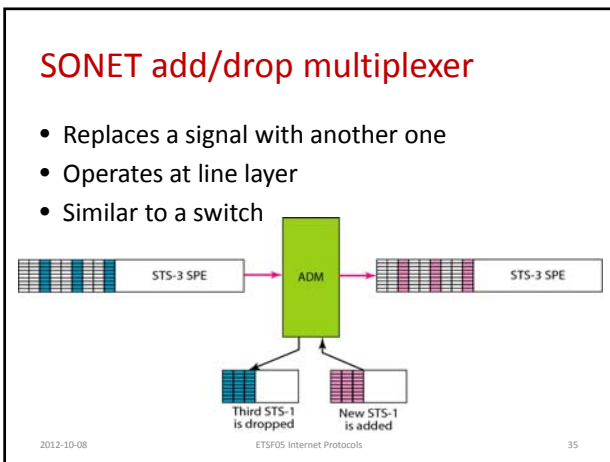 SONET add/drop multiplexer
• Replaces a signal with another one
• Operates at line layer
• Similar to a switch
STS-3 SPE
ADM
STS-3 SPE
Third STS-1
is dropped
New STS-1
is added
2012-10-08
ETSF05 Internet Protocols
35